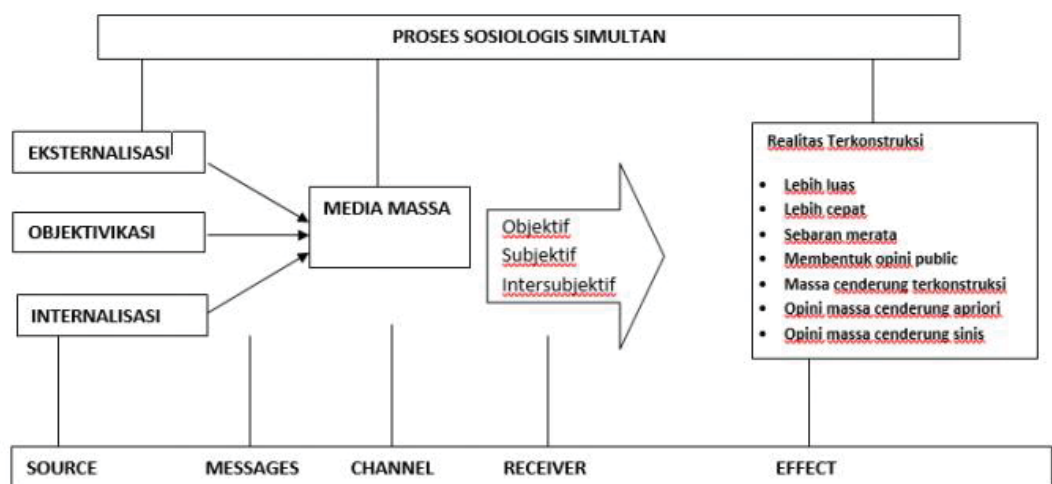 PROSES SOSIOLOGIS SIMULTAN
EKSTERNALISASI
OBJEKTIVIKASI
INTERNALISASI
MEDIA MASSA
Objektif
Subjektif
Intersubjektif
Realitas Terkonstruksi
• Lebih luas
• Lebih cepat
• Sebaran merata
• Membentuk opini public
• Massa cenderung terkonstruksi
• Opini massa cenderung apriori
• Opini massa cenderung sinis
SOURCE MESSAGES CHANNEL RECEIVER EFFECT